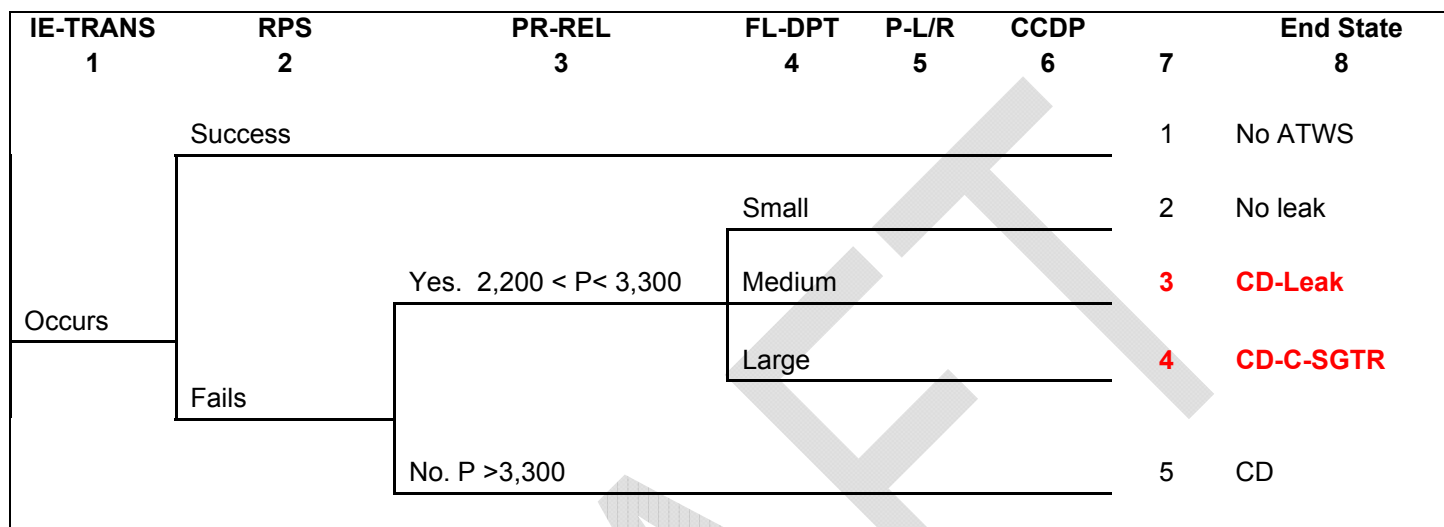 IE-TRANS RPS PR-REL FL-DPT P-L/R CCDP End State
1 2 3 4 5 6 7 8
Success 1 No ATWS
Small 2 No leak
Yes. 2,200 < P< 3,300 Medium 3 CD-Leak
Occurs
Large 4 CD-C-SGTR
Fails
No. P >3,300 5 CD